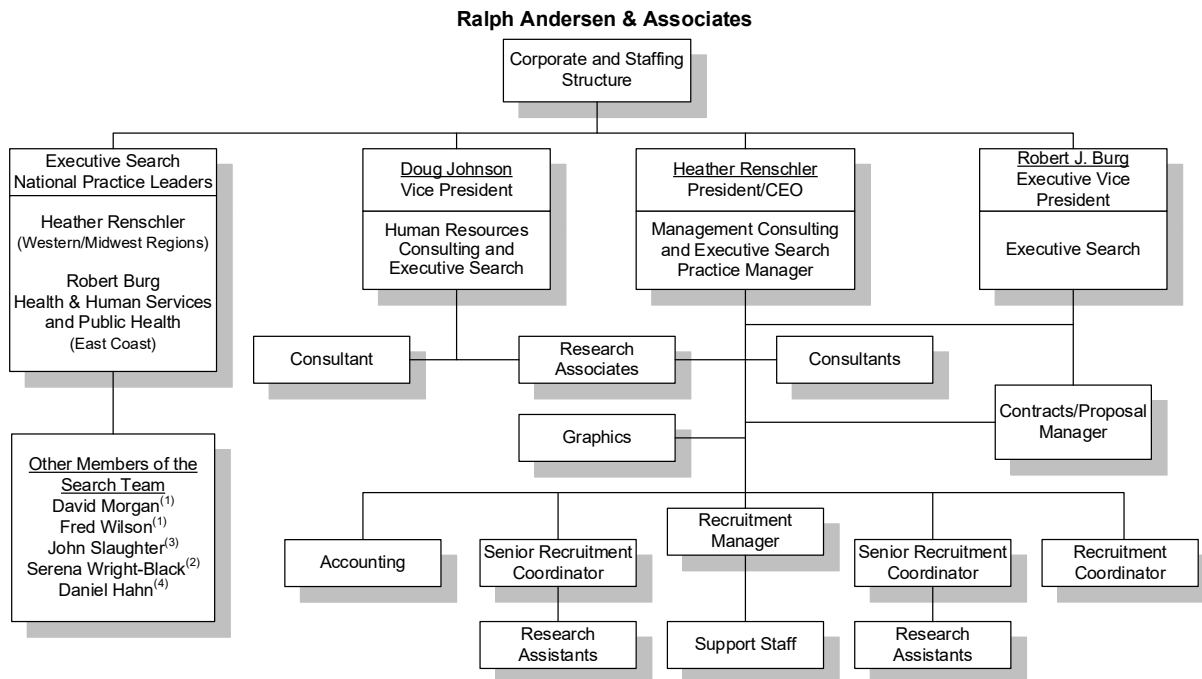 Ralph Andersen & Associates
Corporate and Staffing
Structure
Executive Search
National Practice Leaders
Heather Renschler
(Western/Midwest Regions)
Robert Burg
Health & Human Services
and Public Health
(East Coast)
Doug Johnson
Vice President
Human Resources
Consulting and
Executive Search
Heather Renschler
President/CEO
Management Consulting
and Executive Search
Practice Manager
Robert J. Burg
Executive Vice
President
Executive Search
Consultant
Research
Associates
Consultants
Graphics
Contracts/Proposal
Manager
Other Members of the
Search Team
David Morgan(1)
Fred Wilson(1)
John Slaughter(3)
Serena Wright-Black(2)
Daniel Hahn(4)
Accounting
Senior Recruitment
Coordinator
Recruitment
Manager
Senior Recruitment
Coordinator
Recruitment
Coordinator
Research
Assistants
Support Staff
Research
Assistants